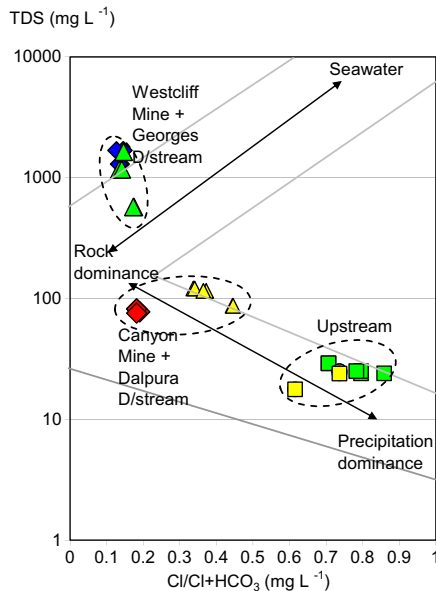 TDS (mg L ⁻¹)
10000
Seawater
Westcliff
Mine +
Georges
D/stream
1000
Rock
dominance
100
Upstream
Canyon
Mine +
Dalpura
D/stream
10
Precipitation
dominance
1
0 0.1 0.2 0.3 0.4 0.5 0.6 0.7 0.8 0.9 1
Cl/Cl+HCO₃ (mg L⁻¹)